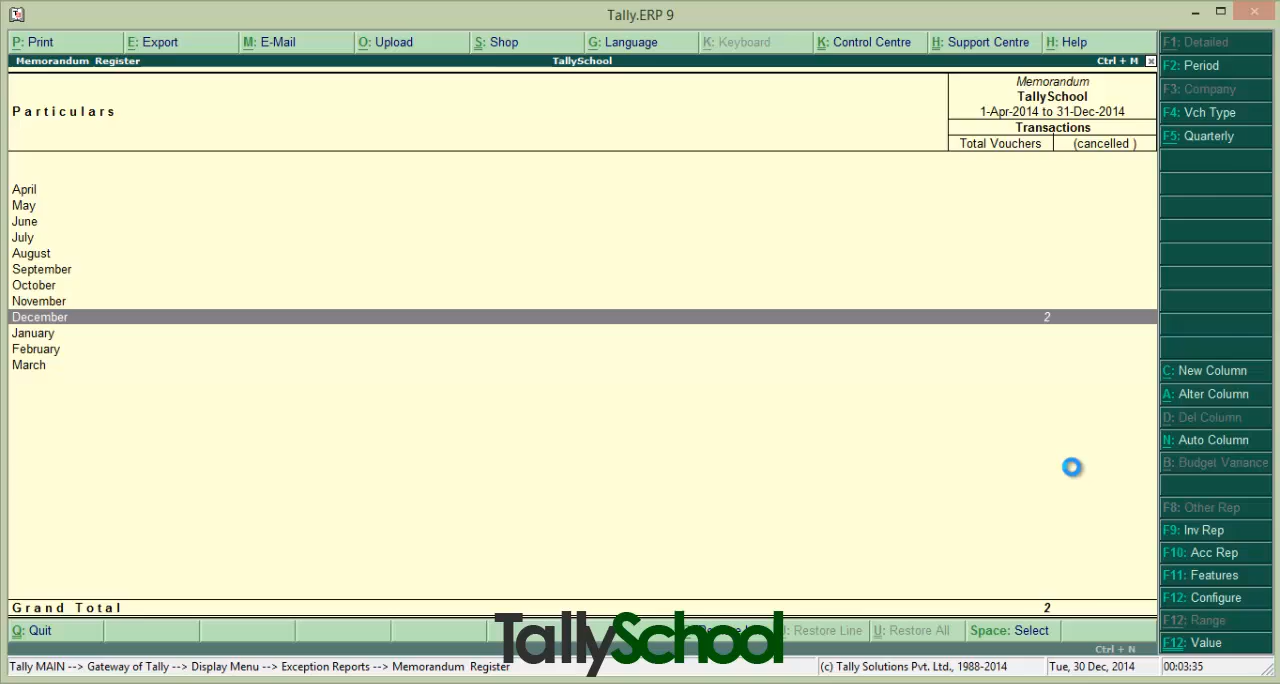 Tally.ERP 9
P: Print E: Export M: E-Mail O: Upload S: Shop G: Language K: Keyboard K: Control Centre H: Support Centre H: Help
Memorandum Register TallySchool Ctrl + M
Particulars
Memorandum
TallySchool
1-Apr-2014 to 31-Dec-2014
Transactions
Total Vouchers (cancelled )
April
May
June
July
August
September
October
November
December 2
January
February
March
Grand Total 2
F1: Detailed
F2: Period
F3: Company
F4: Vch Type
F5: Quarterly
C: New Column
A: Alter Column
D: Del Column
N: Auto Column
B: Budget Variance
F8: Other Rep
F9: Inv Rep
F10: Acc Rep
F11: Features
F12: Configure
F12: Range
F12: Value
Q: Quit Restore Line U: Restore All Space: Select
TallySchool
Ctrl + N
Tally MAIN --> Gateway of Tally --> Display Menu --> Exception Reports --> Memorandum Register (c) Tally Solutions Pvt. Ltd., 1988-2014 Tue, 30 Dec, 2014 00:03:35